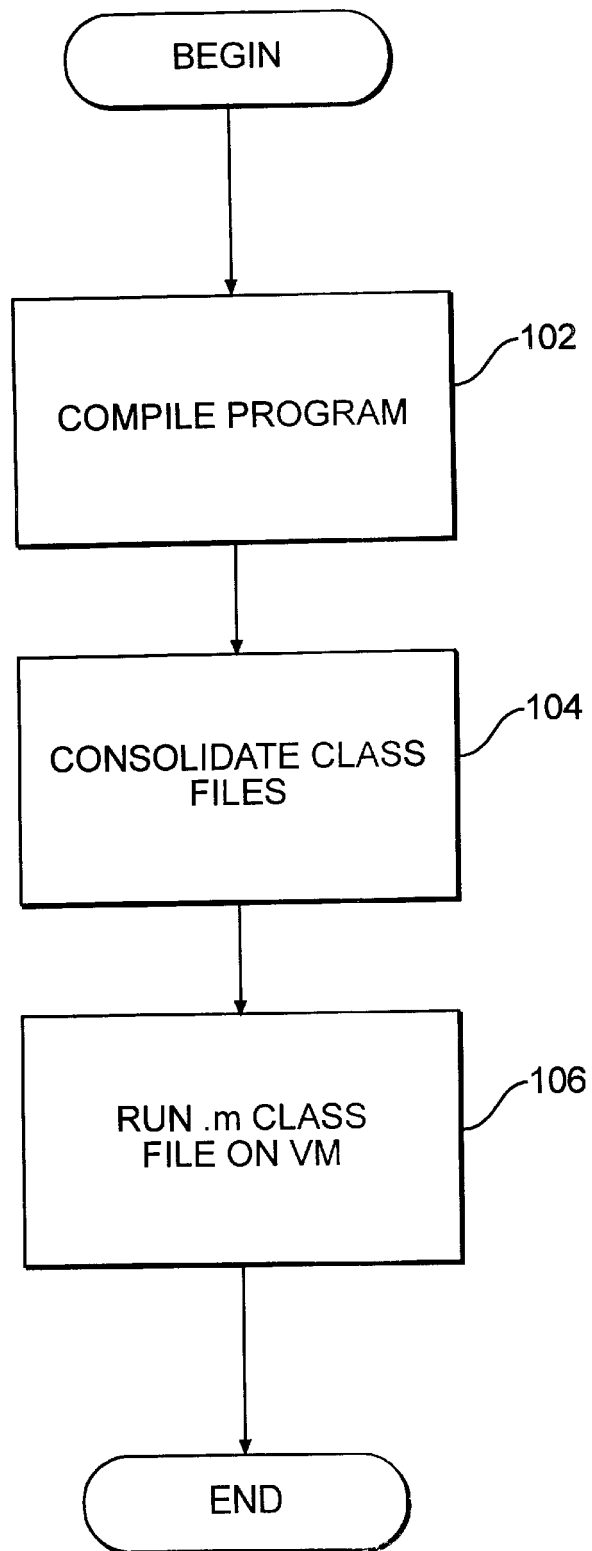 BEGIN
COMPILE PROGRAM
102
CONSOLIDATE CLASS
FILES
104
RUN .m CLASS
FILE ON VM
106
END